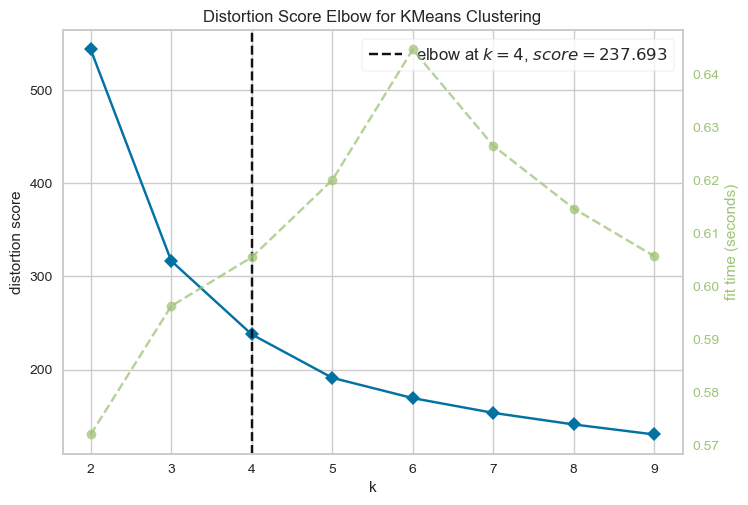 Distortion Score Elbow for KMeans Clustering
elbow at k = 4, score = 237.693
distortion score
500
400
300
200
0.64
0.63
0.62
0.61
0.60
0.59
0.58
0.57
fit time (seconds)
2 3 4 5 6 7 8 9
k